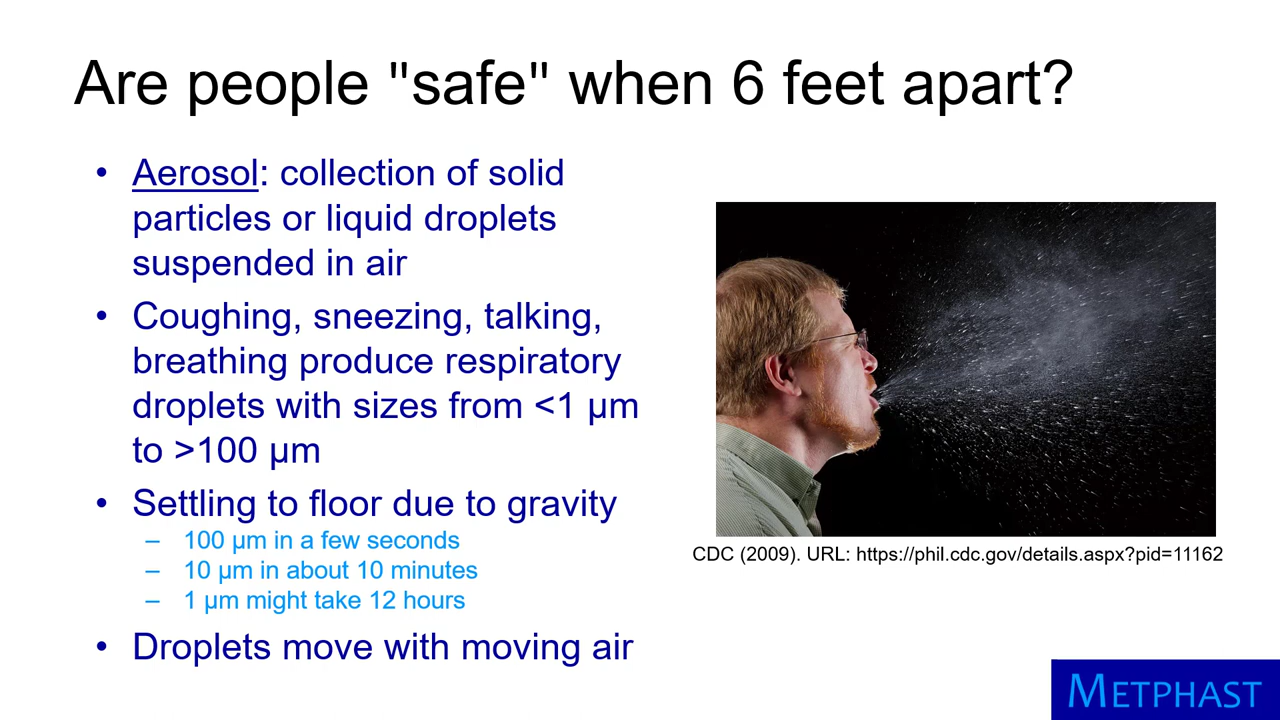 Are people "safe" when 6 feet apart?
• Aerosol: collection of solid
particles or liquid droplets
suspended in air
• Coughing, sneezing, talking,
breathing produce respiratory
droplets with sizes from <1 µm
to >100 µm
• Settling to floor due to gravity
– 100 µm in a few seconds
– 10 µm in about 10 minutes
– 1 µm might take 12 hours
• Droplets move with moving air
CDC (2009). URL: https://phil.cdc.gov/details.aspx?pid=11162
METPHAST